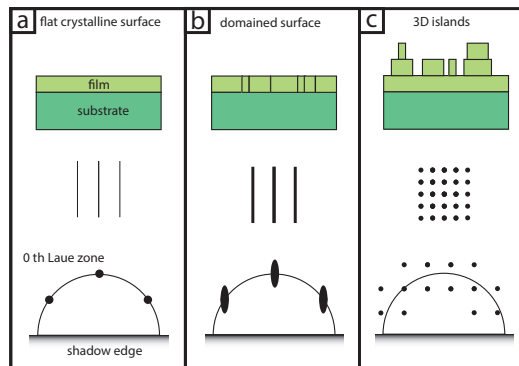 a flat crystalline surface
film
substrate
0 th Laue zone
shadow edge
b domained surface
c 3D islands